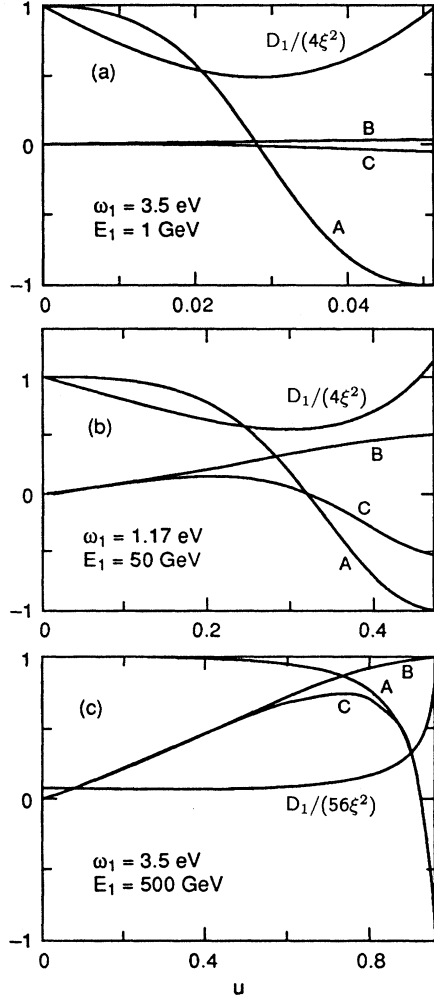 1
D₁/(4ξ²)
(a)
B
0
C
ω₁ = 3.5 eV
E₁ = 1 GeV
A
−1
0
0.02
0.04
D₁/(4ξ²)
1
(b)
B
C
0
ω₁ = 1.17 eV
E₁ = 50 GeV
A
−1
0
0.2
0.4
1
B
A
(c)
C
0
D₁/(56ξ²)
ω₁ = 3.5 eV
E₁ = 500 GeV
−1
0
0.4
0.8
u